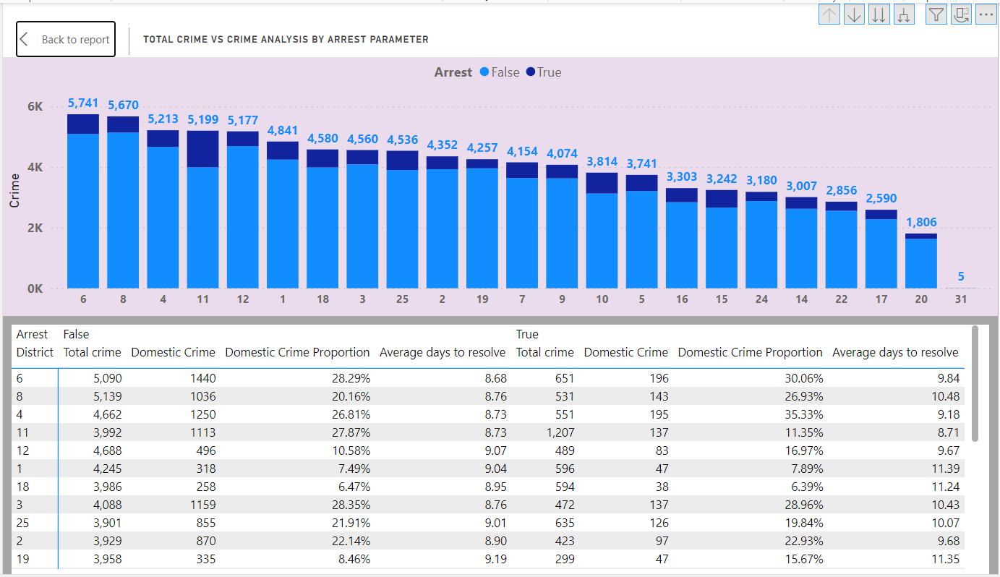 Back to report
TOTAL CRIME VS CRIME ANALYSIS BY ARREST PARAMETER
Arrest False True
5,741 5,670 5,213 5,199 5,177 4,841 4,580 4,560 4,536 4,352 4,257 4,154 4,074 3,814 3,741 3,303 3,242 3,180 3,007 2,856 2,590 1,806 5
6K
4K
2K
0K
Crime
6 8 4 11 12 1 18 3 25 2 19 7 9 10 5 16 15 24 14 22 17 20 31
Arrest False True
District Total crime Domestic Crime Domestic Crime Proportion Average days to resolve Total crime Domestic Crime Domestic Crime Proportion Average days to resolve
6 5,090 1440 28.29% 8.68 651 196 30.06% 9.84
8 5,139 1036 20.16% 8.76 531 143 26.93% 10.48
4 4,662 1250 26.81% 8.73 551 195 35.33% 9.18
11 3,992 1113 27.87% 8.73 1,207 137 11.35% 8.71
12 4,688 496 10.58% 9.07 489 83 16.97% 9.67
1 4,245 318 7.49% 9.04 596 47 7.89% 11.39
18 3,986 258 6.47% 8.95 594 38 6.39% 11.24
3 4,088 1159 28.35% 8.76 472 137 28.96% 10.43
25 3,901 855 21.91% 9.01 635 126 19.84% 10.07
2 3,929 870 22.14% 8.90 423 97 22.93% 9.68
19 3,958 335 8.46% 9.19 299 47 15.67% 11.35